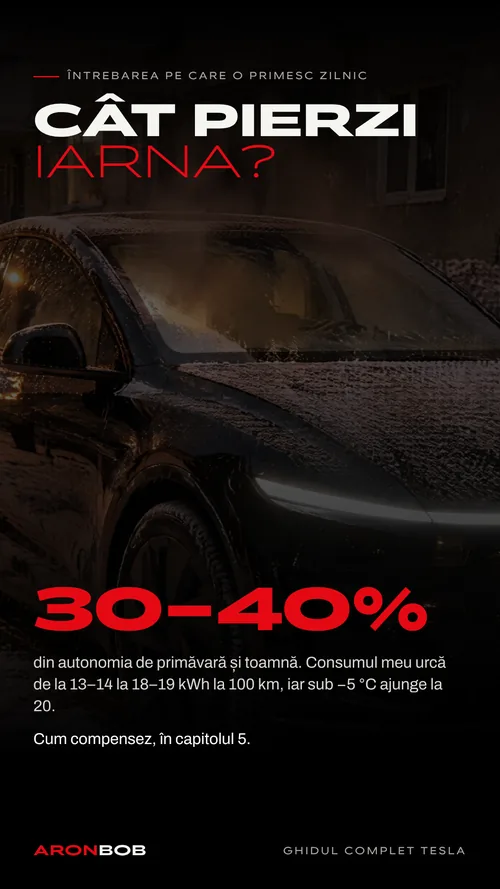 ÎNTREBAREA PE CARE O PRIMESC ZILNIC
CÂT PIERZI
IARNA?
30–40%
din autonomia de primăvară și toamnă. Consumul meu urcă
de la 13–14 la 18–19 kWh la 100 km, iar sub −5 °C ajunge la
20.
Cum compensez, în capitolul 5.
ARONBOB
GHIDUL COMPLET TESLA